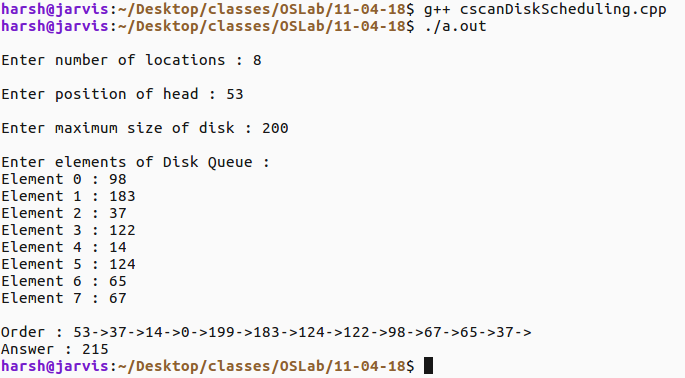 harsh@jarvis:~/Desktop/classes/OSLab/11-04-18$ g++ cscanDiskScheduling.cpp
harsh@jarvis:~/Desktop/classes/OSLab/11-04-18$ ./a.out
Enter number of locations : 8
Enter position of head : 53
Enter maximum size of disk : 200
Enter elements of Disk Queue :
Element 0 : 98
Element 1 : 183
Element 2 : 37
Element 3 : 122
Element 4 : 14
Element 5 : 124
Element 6 : 65
Element 7 : 67
Order : 53->37->14->0->199->183->124->122->98->67->65->37->
Answer : 215
harsh@jarvis:~/Desktop/classes/OSLab/11-04-18$